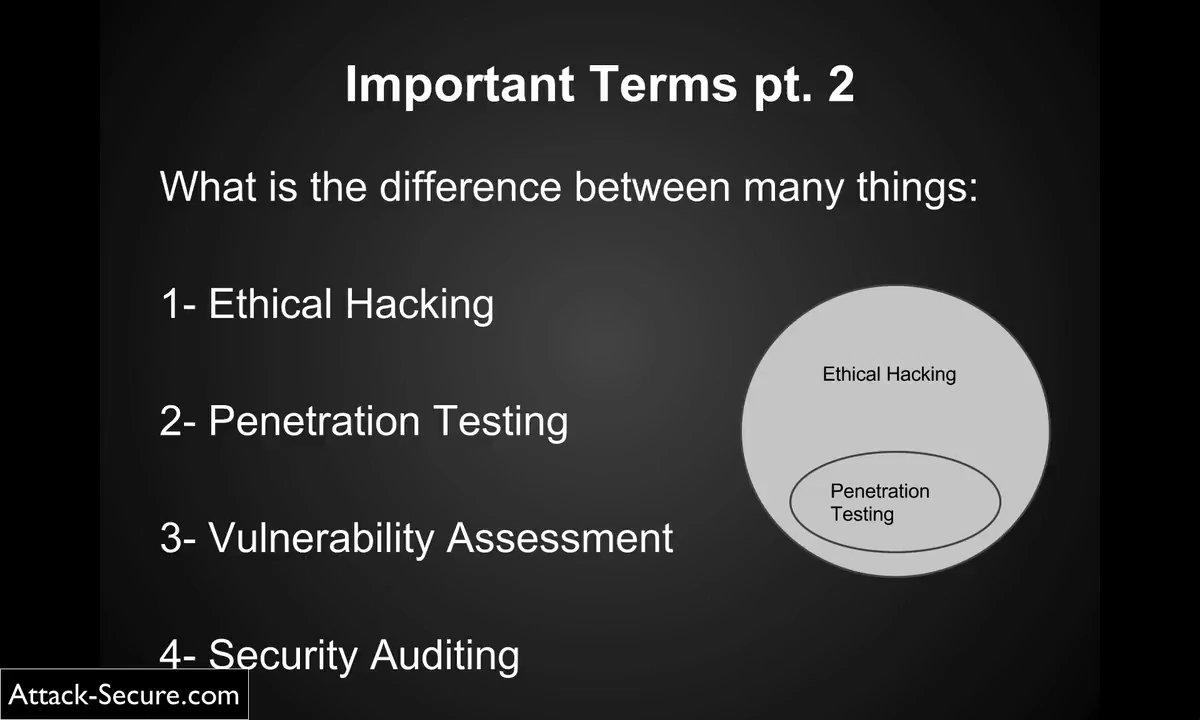 Important Terms pt. 2
What is the difference between many things:
1- Ethical Hacking
2- Penetration Testing
3- Vulnerability Assessment
4- Security Auditing
Ethical Hacking
Penetration
Testing
Attack-Secure.com